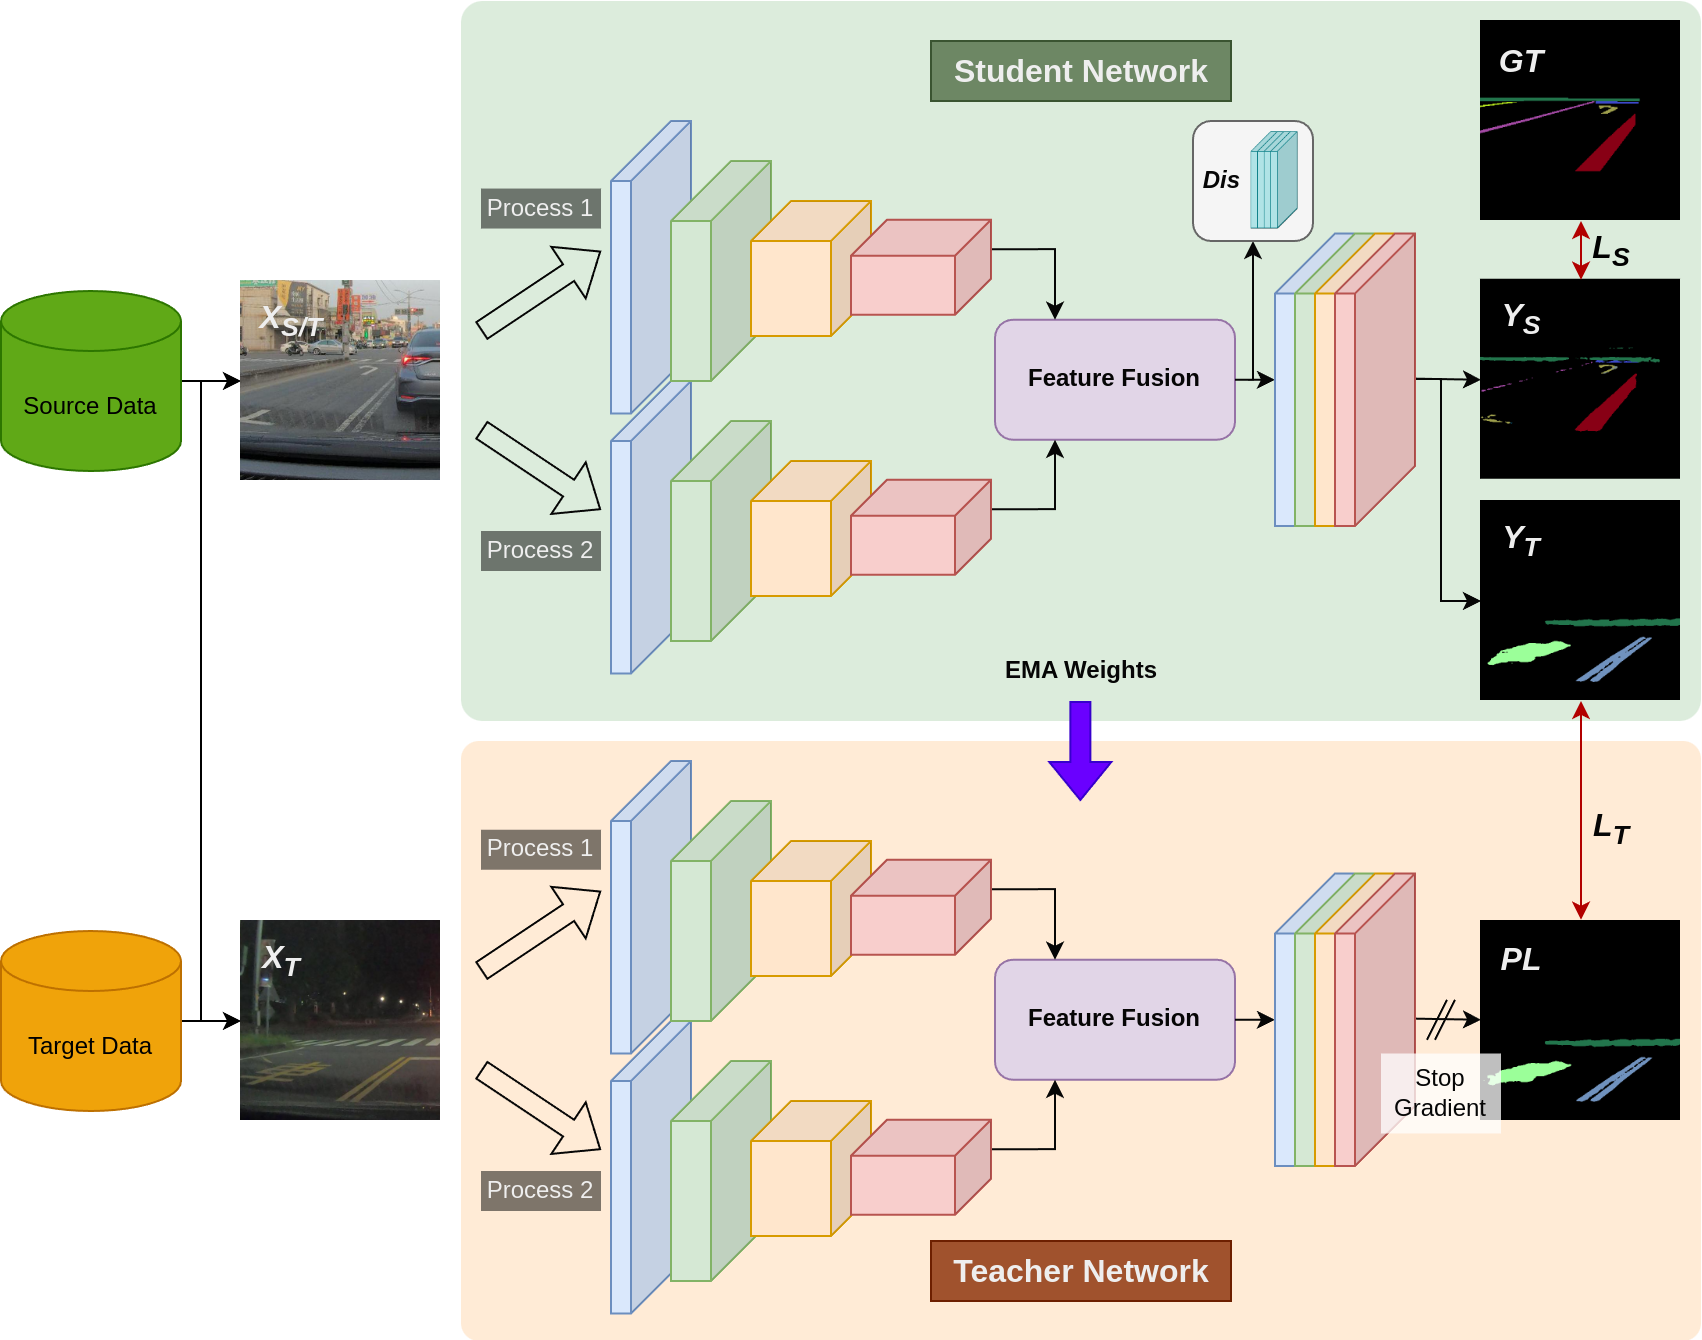 Student Network
GT
Process 1
Dis
L_S
X_S/T
Y_S
Source Data
Feature Fusion
Process 2
Y_T
EMA Weights
Process 1
L_T
X_T
PL
Target Data
Feature Fusion
Stop
Gradient
Process 2
Teacher Network